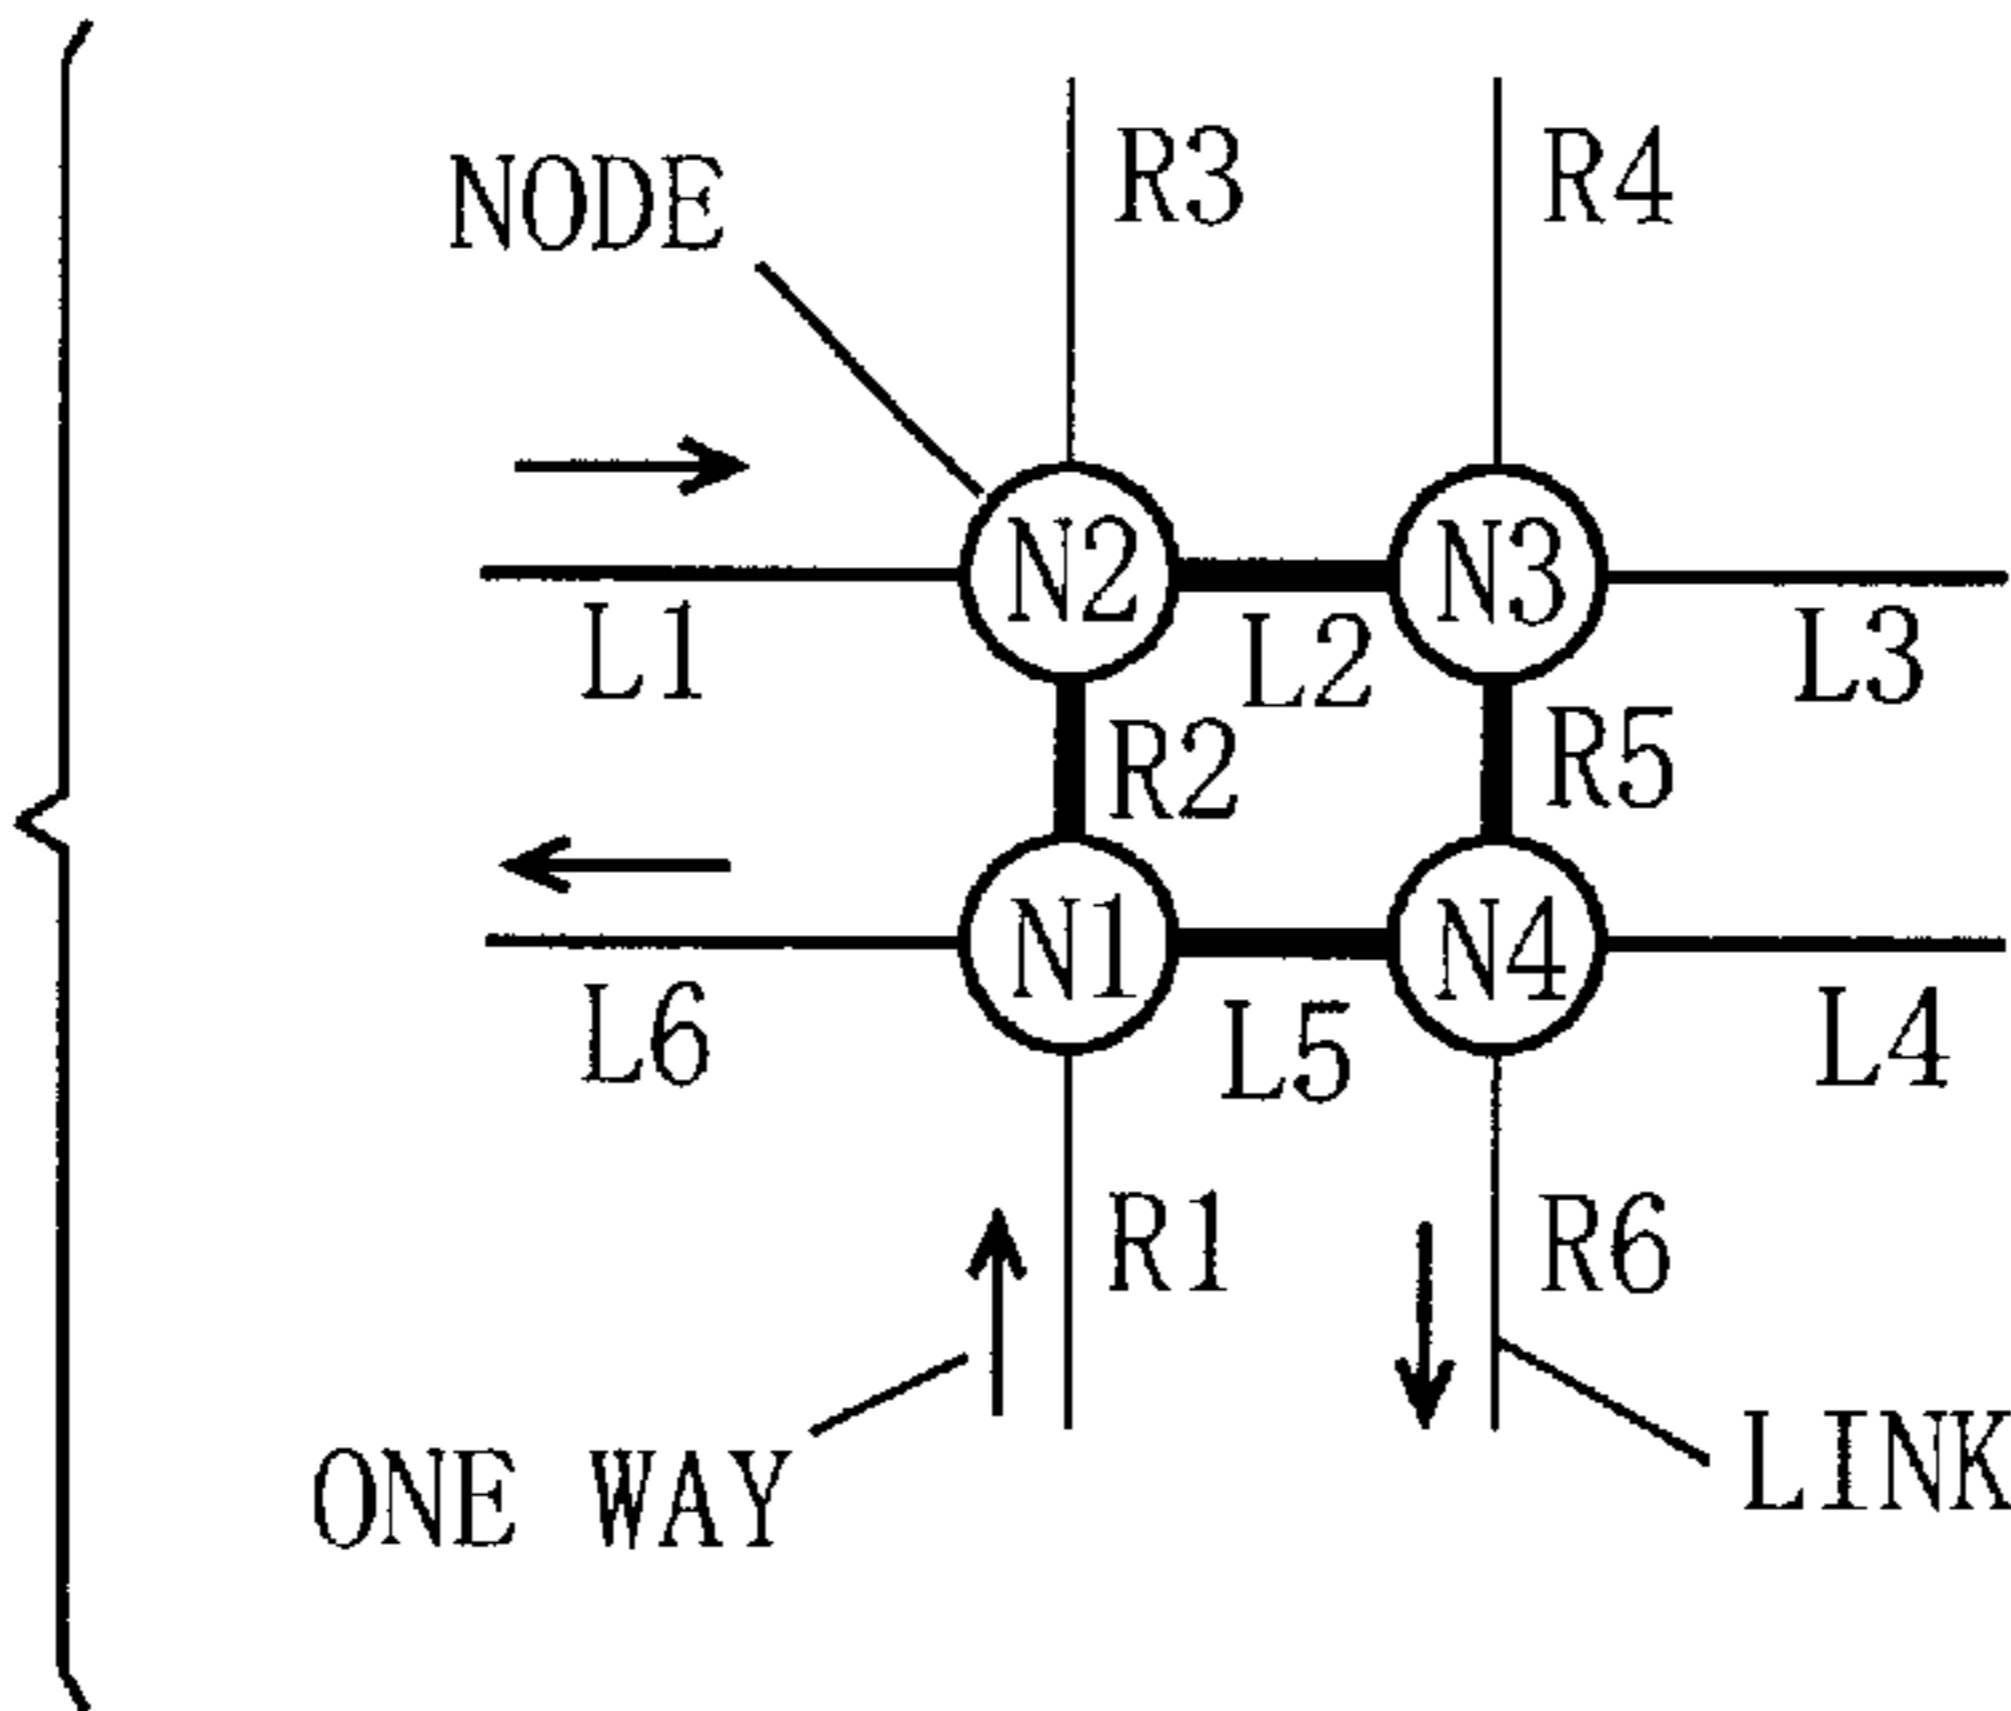 R3 R4
NODE
N2 N3
L1 L2 L3
R2 R5
N1 N4
L6 L5 L4
R1 R6
ONE WAY LINK